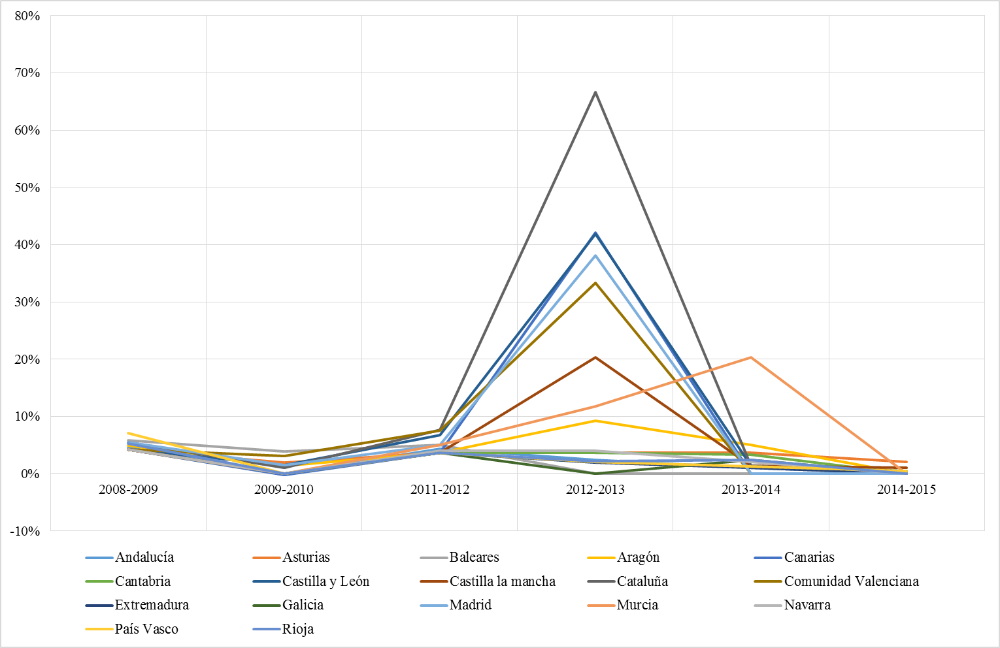 80%
70%
60%
50%
40%
30%
20%
10%
0%
-10%
2008-2009 2009-2010 2011-2012 2012-2013 2013-2014 2014-2015
Andalucía Asturias Baleares Aragón Canarias
Cantabria Castilla y León Castilla la mancha Cataluña Comunidad Valenciana
Extremadura Galicia Madrid Murcia Navarra
País Vasco Rioja